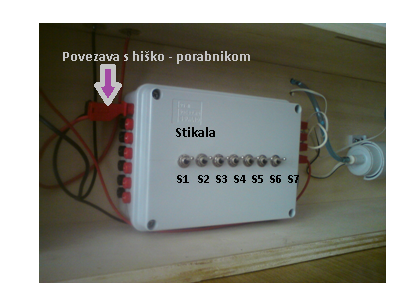 Povezava s hiško - porabnikom
Stikala
S1 S2 S3 S4 S5 S6 S7